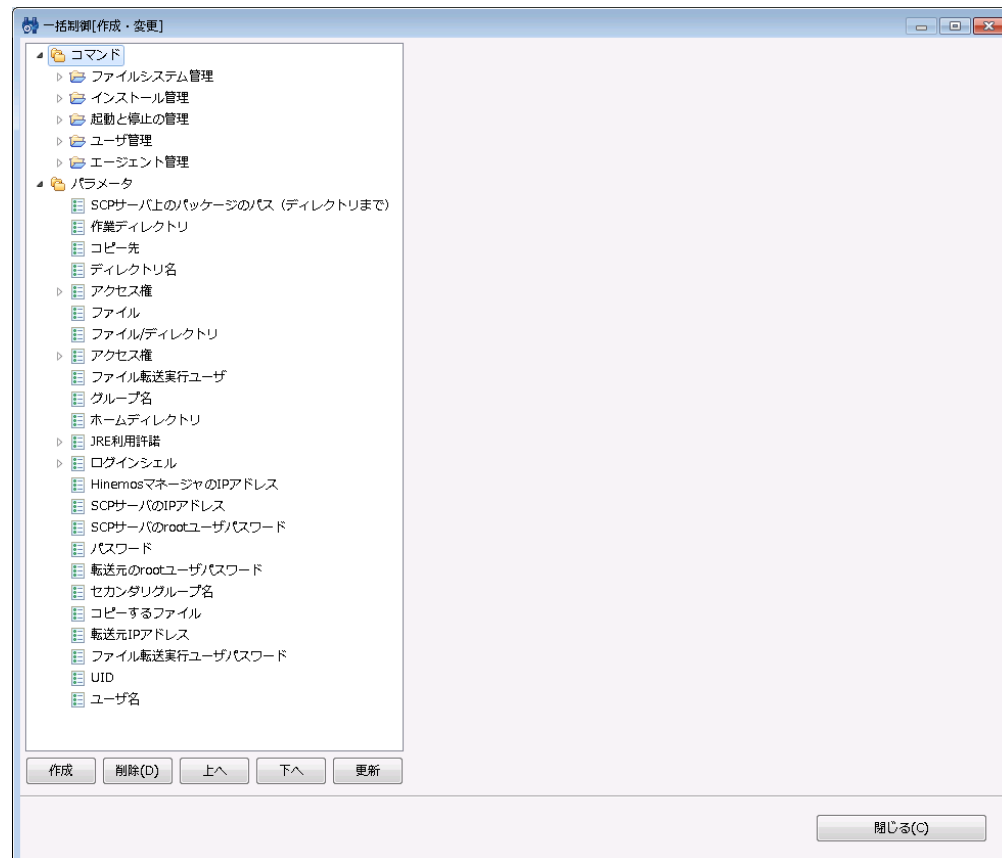 一括制御[作成・変更]
コマンド
ファイルシステム管理
インストール管理
起動と停止の管理
ユーザ管理
エージェント管理
パラメータ
SCPサーバ上のパッケージのパス（ディレクトリまで）
作業ディレクトリ
コピー先
ディレクトリ名
アクセス権
ファイル
ファイル/ディレクトリ
アクセス権
ファイル転送実行ユーザ
グループ名
ホームディレクトリ
JRE利用許諾
ログインシェル
HinemosマネージャのIPアドレス
SCPサーバのIPアドレス
SCPサーバのrootユーザパスワード
パスワード
転送元のrootユーザパスワード
セカンダリグループ名
コピーするファイル
転送元IPアドレス
ファイル転送実行ユーザパスワード
UID
ユーザ名
作成 削除(D) 上へ 下へ 更新
閉じる(C)